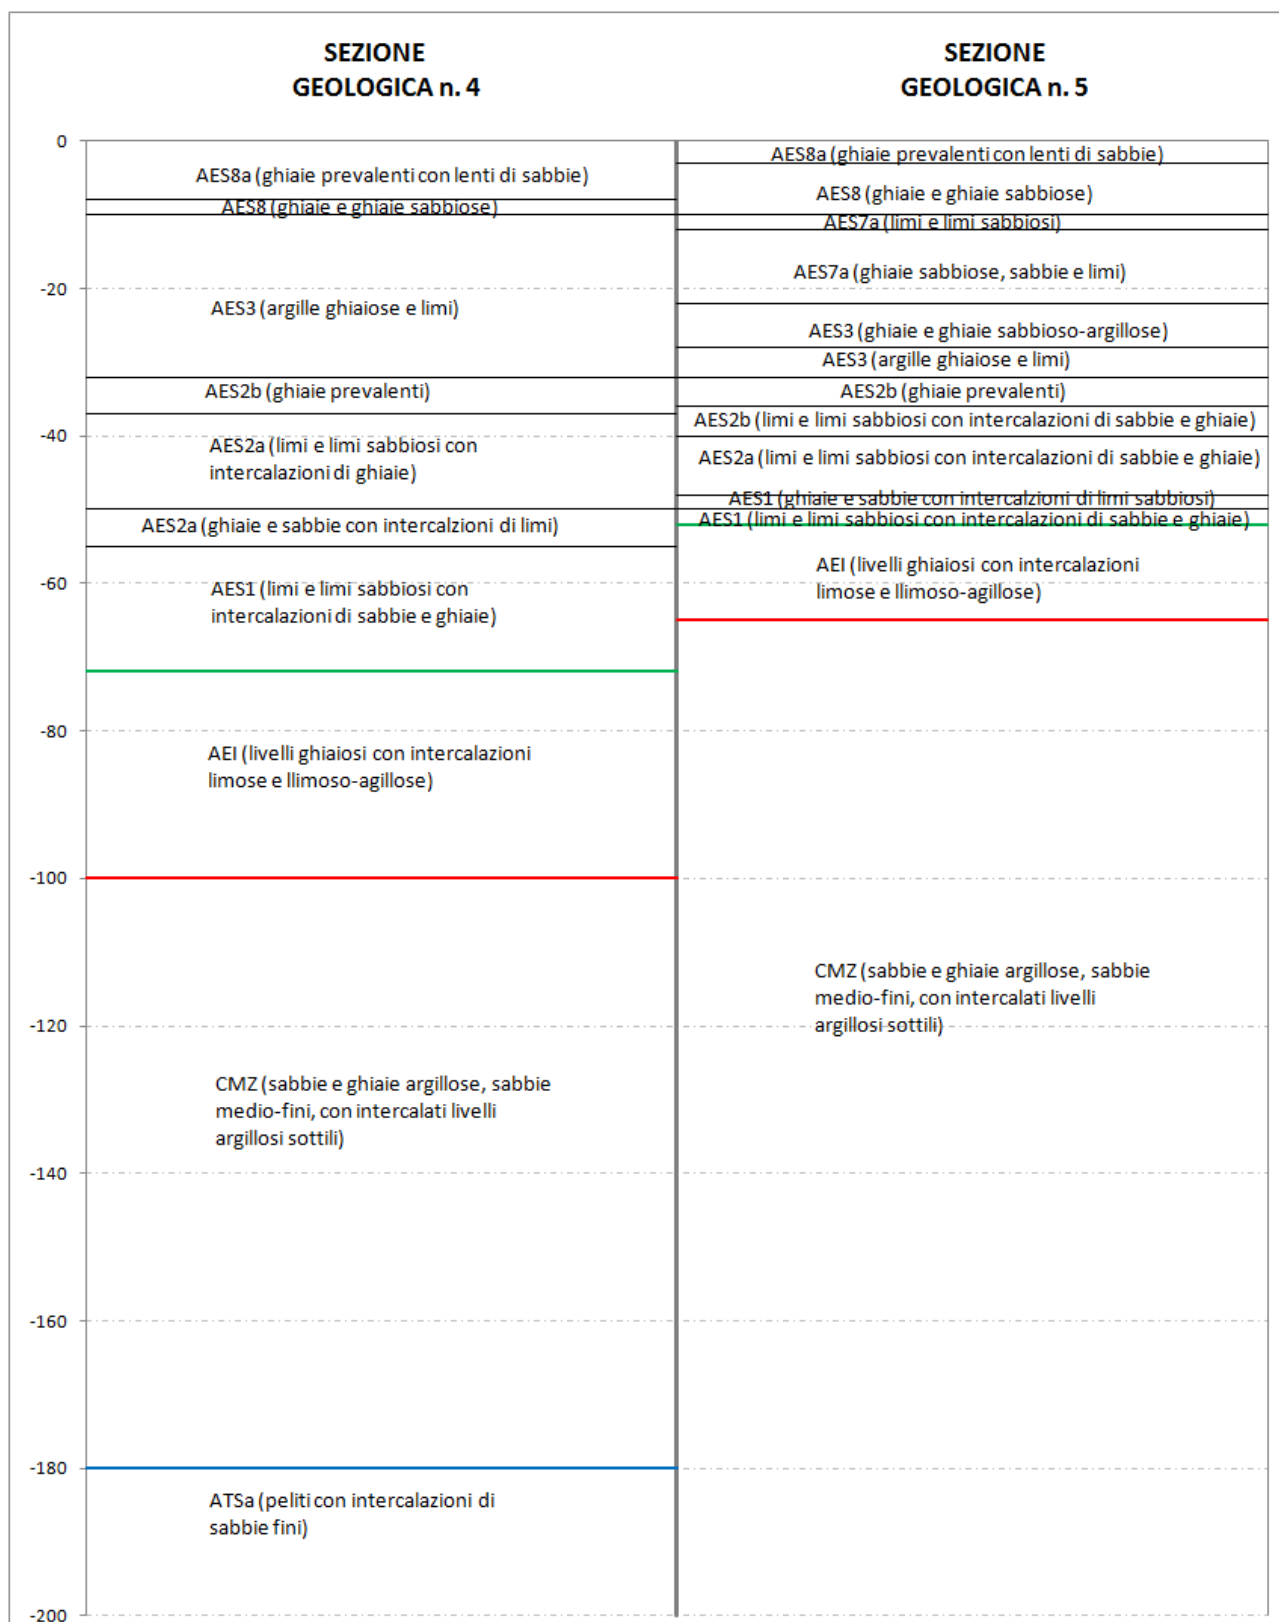 SEZIONE
GEOLOGICA n. 4
SEZIONE
GEOLOGICA n. 5
0
-20
-40
-60
-80
-100
-120
-140
-160
-180
-200
AES8a (ghiaie prevalenti con lenti di sabbie)
AES8 (ghiaie e ghiaie sabbiose)
AES3 (argille ghiaiose e limi)
AES2b (ghiaie prevalenti)
AES2a (limi e limi sabbiosi con
intercalazioni di ghiaie)
AES2a (ghiaie e sabbie con intercalzioni di limi)
AES1 (limi e limi sabbiosi con
intercalazioni di sabbie e ghiaie)
AEI (livelli ghiaiosi con intercalazioni
limose e llimoso-agillose)
CMZ (sabbie e ghiaie argillose, sabbie
medio-fini, con intercalati livelli
argillosi sottili)
ATSa (peliti con intercalazioni di
sabbie fini)
AES8a (ghiaie prevalenti con lenti di sabbie)
AES8 (ghiaie e ghiaie sabbiose)
AES7a (limi e limi sabbiosi)
AES7a (ghiaie sabbiose, sabbie e limi)
AES3 (ghiaie e ghiaie sabbioso-argillose)
AES3 (argille ghiaiose e limi)
AES2b (ghiaie prevalenti)
AES2b (limi e limi sabbiosi con intercalazioni di sabbie e ghiaie)
AES2a (limi e limi sabbiosi con intercalazioni di sabbie e ghiaie)
AES1 (ghiaie e sabbie con intercalzioni di limi sabbiosi)
AES1 (limi e limi sabbiosi con intercalazioni di sabbie e ghiaie)
AEI (livelli ghiaiosi con intercalazioni
limose e llimoso-agillose)
CMZ (sabbie e ghiaie argillose, sabbie
medio-fini, con intercalati livelli
argillosi sottili)